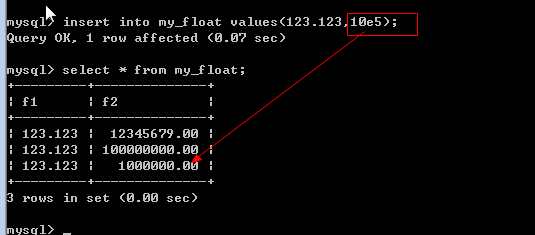 mysql> insert into my_float values(123.123,10e5);
Query OK, 1 row affected (0.07 sec)
mysql> select * from my_float;
+---------+--------------+
| f1      | f2           |
+---------+--------------+
| 123.123 |  12345679.00 |
| 123.123 | 100000000.00 |
| 123.123 |   1000000.00 |
+---------+--------------+
3 rows in set (0.00 sec)
mysql> _